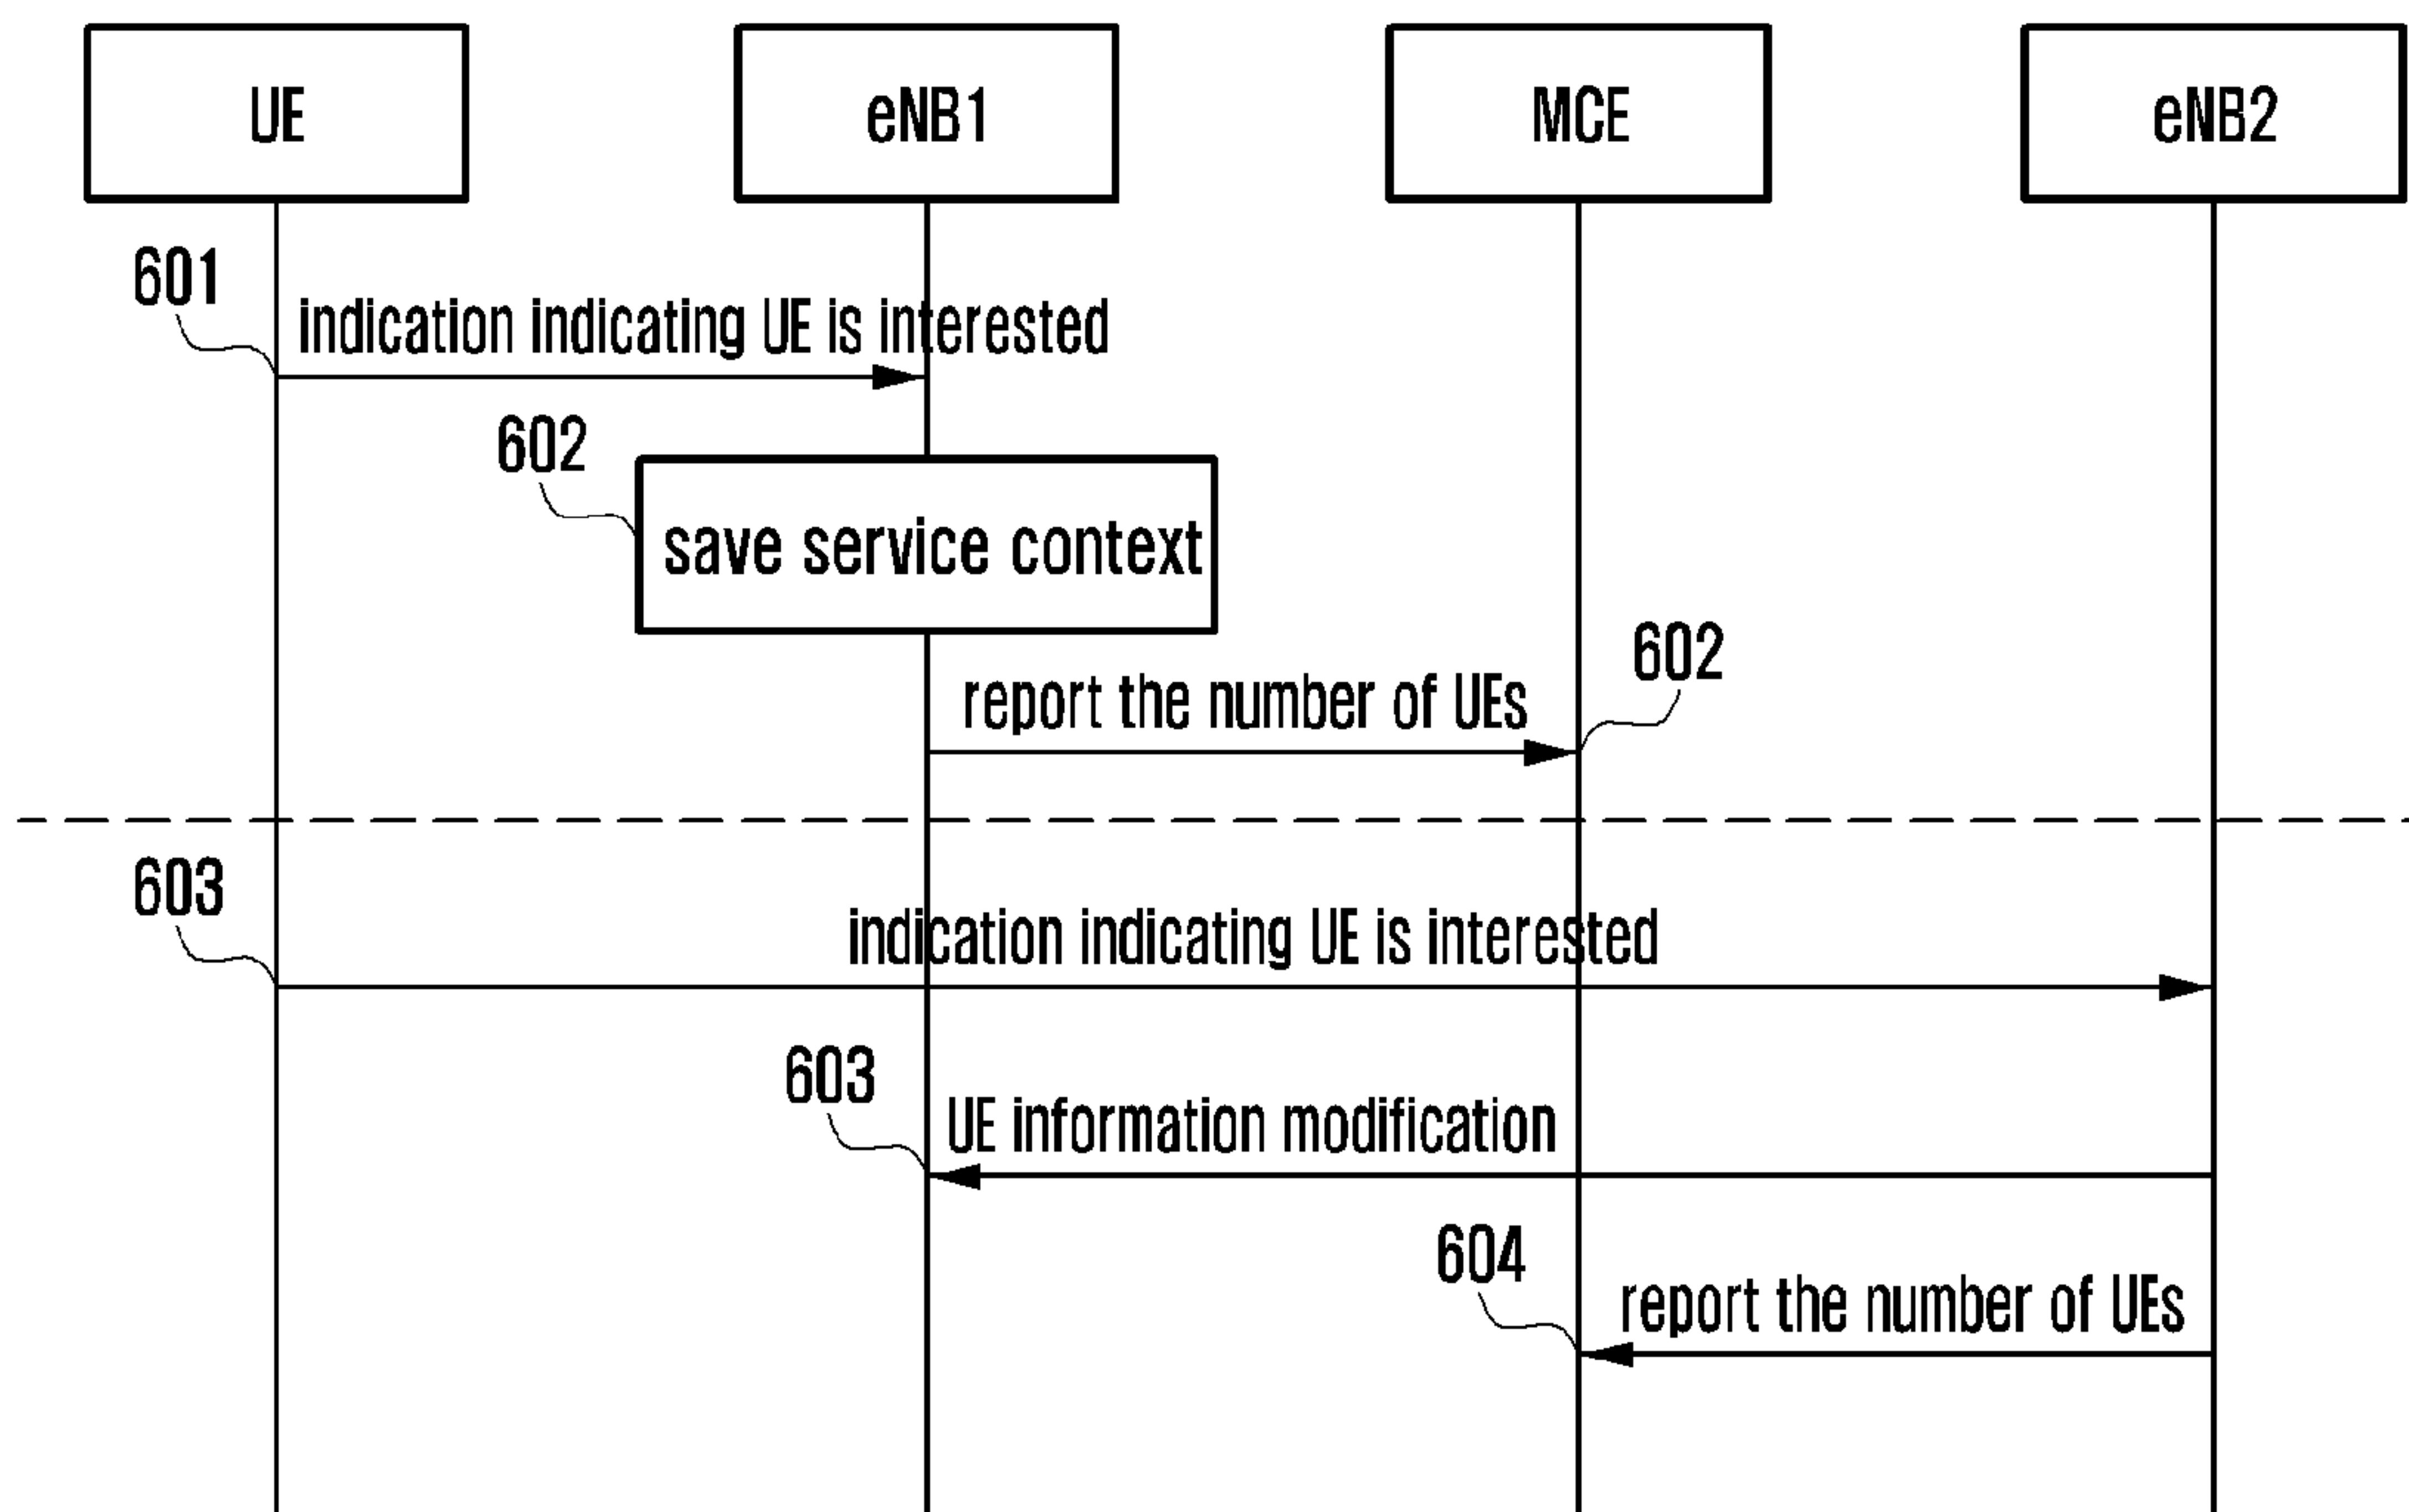 UE
eNB1
MCE
eNB2
601
indication indicating UE is interested
602
save service context
602
report the number of UEs
603
indication indicating UE is interested
603
UE information modification
604
report the number of UEs